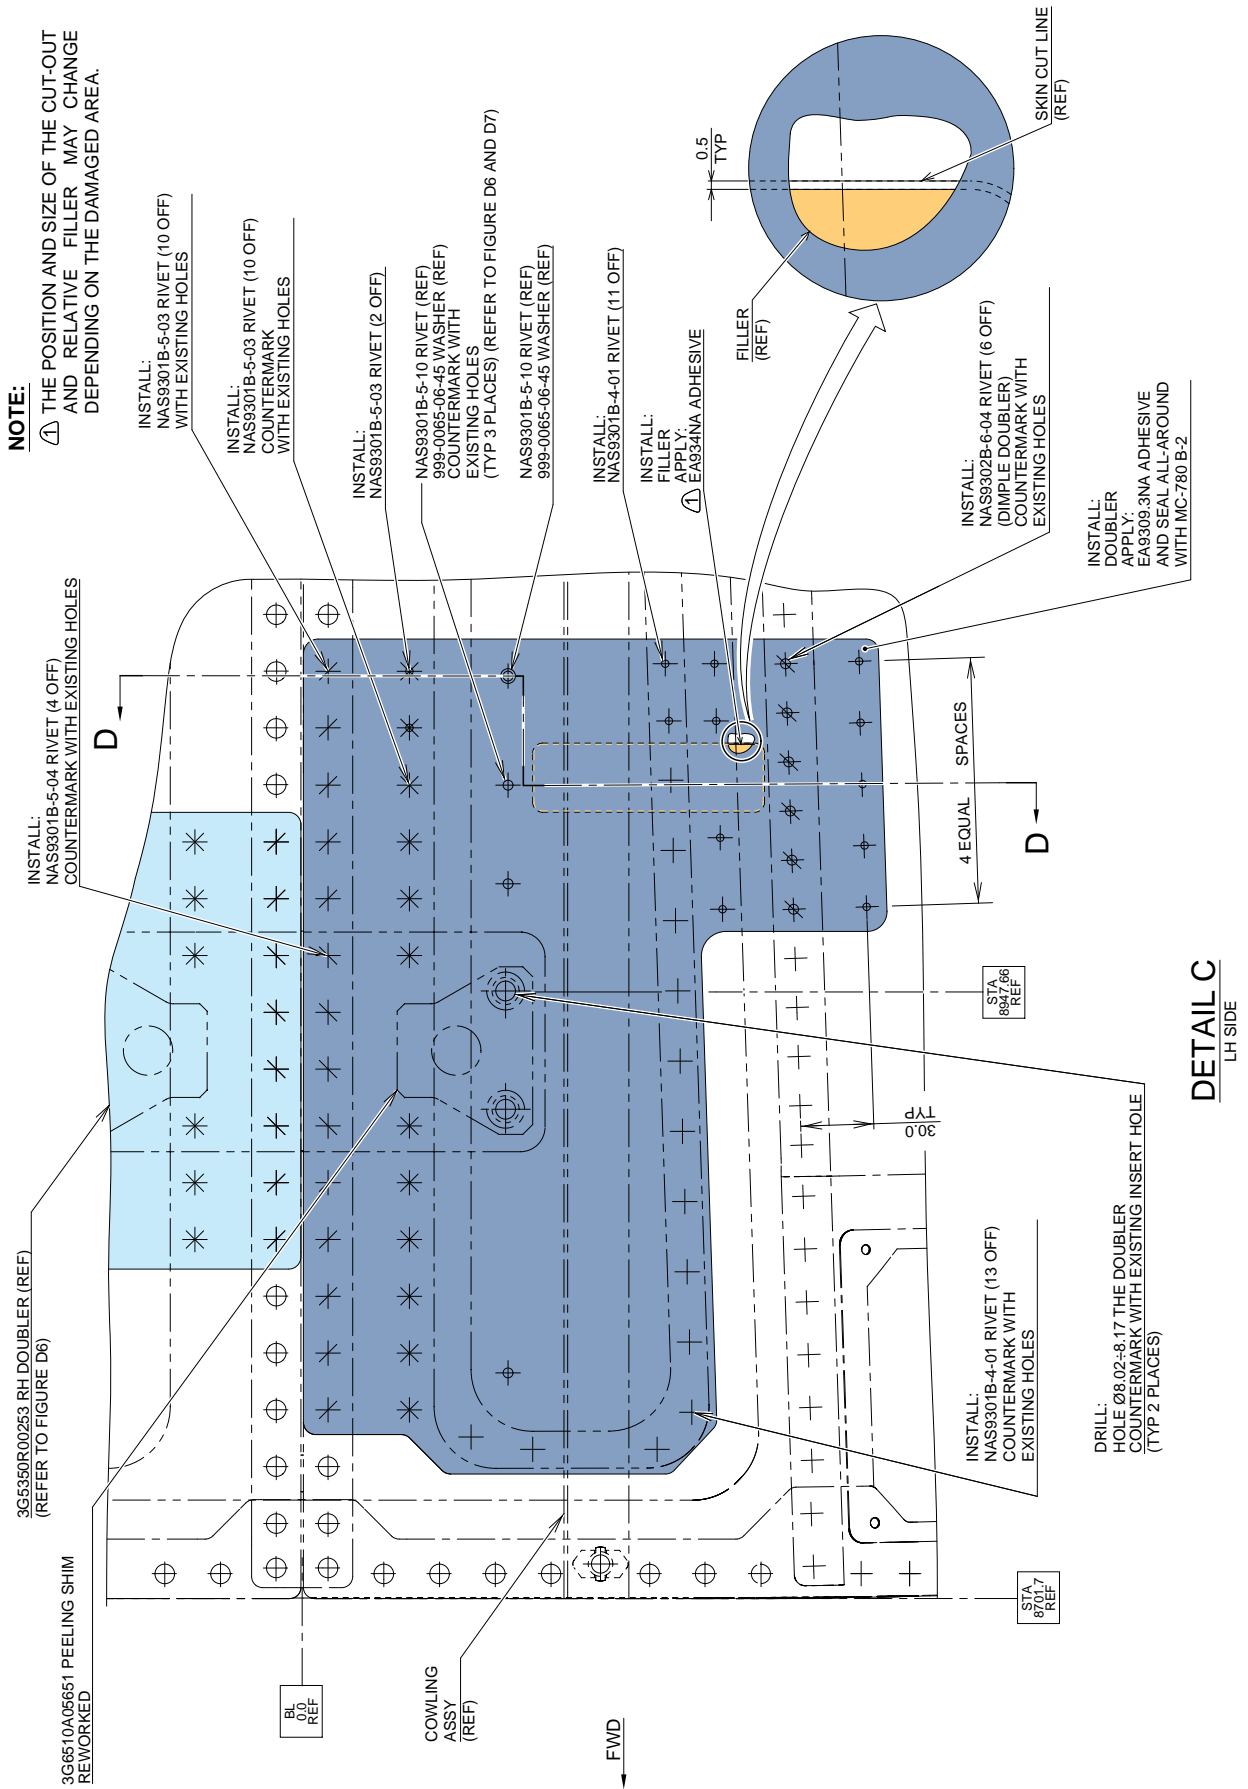 NOTE:
1 THE POSITION AND SIZE OF THE CUT-OUT
AND RELATIVE FILLER MAY CHANGE
DEPENDING ON THE DAMAGED AREA.
INSTALL:
NAS9301B-5-03 RIVET (10 OFF)
WITH EXISTING HOLES
INSTALL:
NAS9301B-5-03 RIVET (10 OFF)
COUNTERMARK
WITH EXISTING HOLES
INSTALL:
NAS9301B-5-03 RIVET (2 OFF)
NAS9301B-5-10 RIVET (REF)
999-0065-06-45 WASHER (REF)
COUNTERMARK WITH
EXISTING HOLES
(TYP 3 PLACES) (REFER TO FIGURE D6 AND D7)
NAS9301B-5-10 RIVET (REF)
999-0065-06-45 WASHER (REF)
INSTALL:
NAS9301B-4-01 RIVET (11 OFF)
INSTALL:
FILLER
APPLY:
1 EA934NA ADHESIVE
FILLER
(REF)
0.5
TYP
SKIN CUT LINE
(REF)
INSTALL:
NAS9302B-6-04 RIVET (6 OFF)
(DIMPLE DOUBLER)
COUNTERMARK WITH
EXISTING HOLES
INSTALL:
DOUBLER
APPLY:
EA9309.3NA ADHESIVE
AND SEAL ALL-AROUND
WITH MC-780 B-2
INSTALL:
NAS9301B-5-04 RIVET (4 OFF)
COUNTERMARK WITH EXISTING HOLES
D
D
4 EQUAL SPACES
3G5350R00253 RH DOUBLER (REF)
(REFER TO FIGURE D6)
3G6510A05651 PEELING SHIM
REWORKED
BL
0.0
REF
COWLING
ASSY
(REF)
FWD
STA
8947.66
REF
STA
8701.7
REF
30.0
TYP
INSTALL:
NAS9301B-4-01 RIVET (13 OFF)
COUNTERMARK WITH
EXISTING HOLES
DRILL:
HOLE Ø8.02÷8.17 THE DOUBLER
COUNTERMARK WITH EXISTING INSERT HOLE
(TYP 2 PLACES)
DETAIL C
LH SIDE